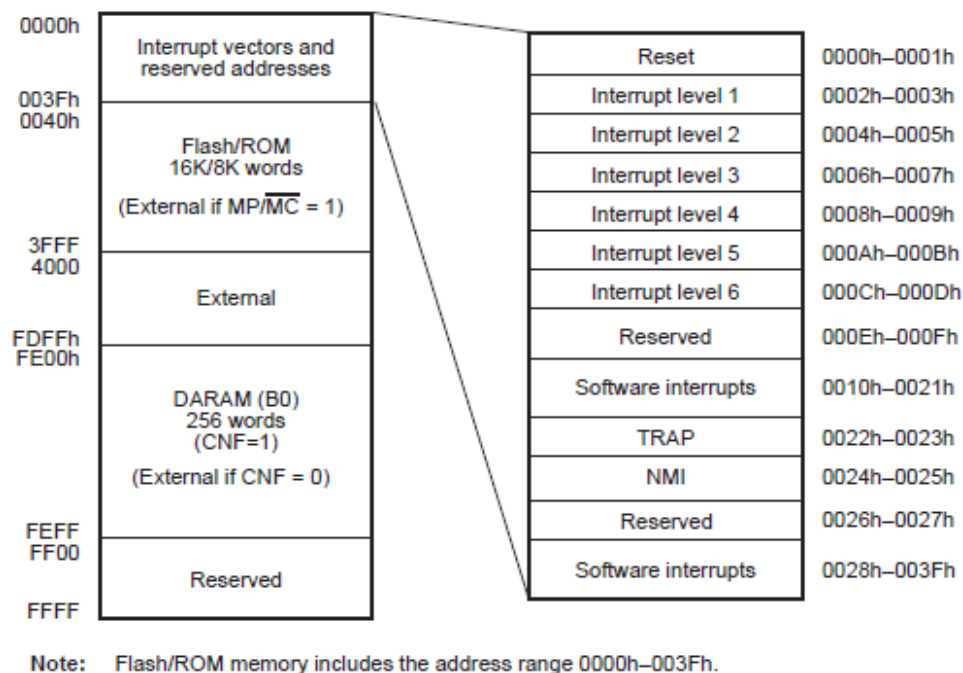 0000h
Interrupt vectors and
reserved addresses
003Fh
0040h
Flash/ROM
16K/8K words
(External if MP/M̅C̅ = 1)
3FFF
4000
External
FDFFh
FE00h
DARAM (B0)
256 words
(CNF=1)
(External if CNF = 0)
FEFF
FF00
Reserved
FFFF
Reset 0000h–0001h
Interrupt level 1 0002h–0003h
Interrupt level 2 0004h–0005h
Interrupt level 3 0006h–0007h
Interrupt level 4 0008h–0009h
Interrupt level 5 000Ah–000Bh
Interrupt level 6 000Ch–000Dh
Reserved 000Eh–000Fh
Software interrupts 0010h–0021h
TRAP 0022h–0023h
NMI 0024h–0025h
Reserved 0026h–0027h
Software interrupts 0028h–003Fh
Note: Flash/ROM memory includes the address range 0000h–003Fh.